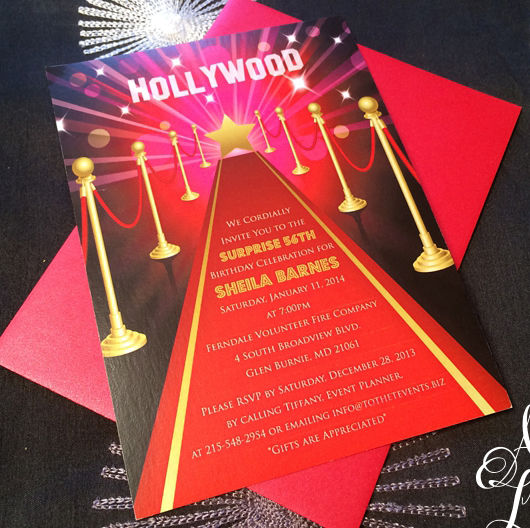 HOLLYWOOD
We Cordially
Invite You to the
SURPRISE 56TH
Birthday Celebration for
SHEILA BARNES
Saturday, January 11, 2014
at 7:00pm
Ferndale Volunteer Fire Company
4 South Broadview Blvd.
Glen Burnie, MD 21061
Please RSVP by Saturday, December 28, 2013
by calling Tiffany, Event Planner,
at 215-548-2954 or emailing info@tothetevents.biz
"Gifts are Appreciated"